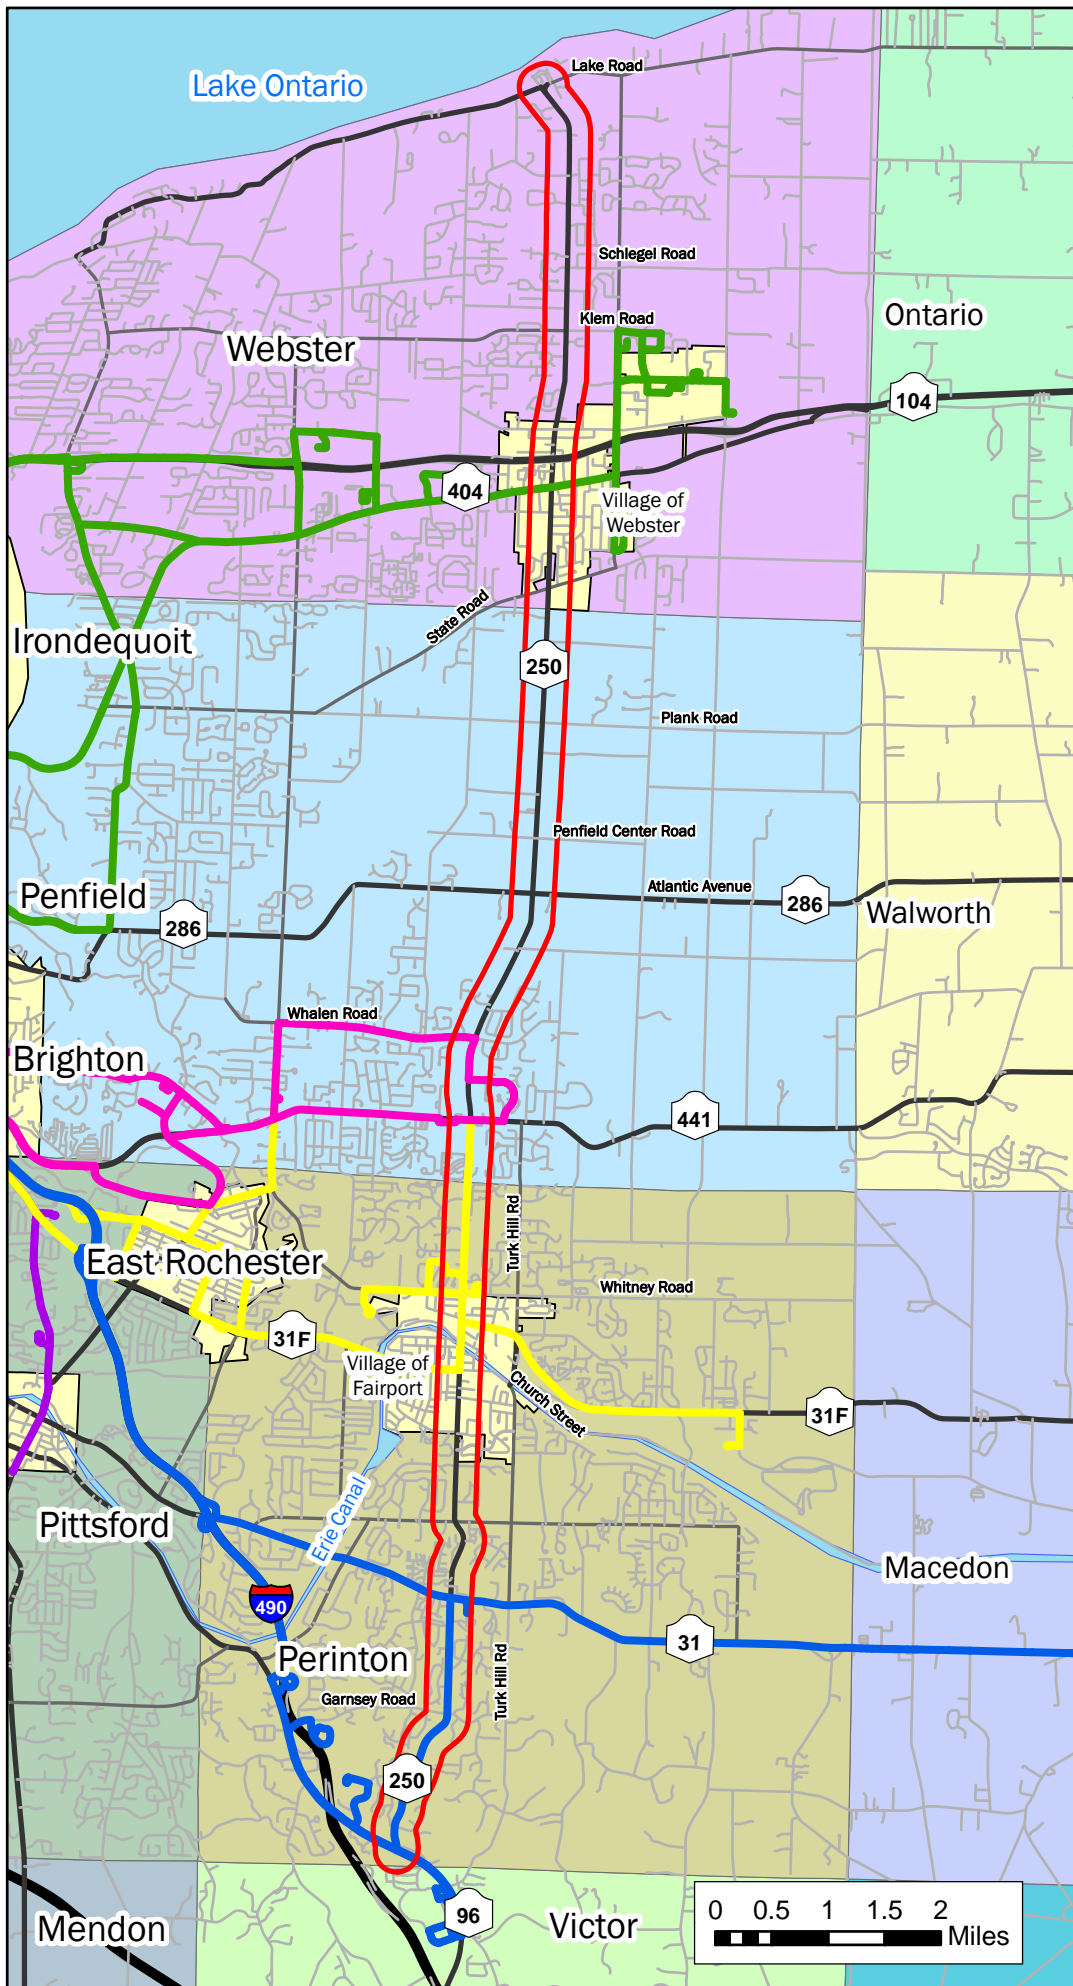 Lake Road
Lake Ontario
Schlegel Road
Ontario
Klem Road
Webster
104
404
Village of
Webster
State Road
Irondequoit
250
Plank Road
Penfield Center Road
Atlantic Avenue
Penfield
286
286
Walworth
Whalen Road
Brighton
441
Turk Hill Rd
East Rochester
Whitney Road
31F
Village of
Fairport
Church Street
31F
Erie Canal
Pittsford
Macedon
490
31
Perinton
Turk Hill Rd
Garnsey Road
250
96
Mendon
Victor
0 0.5 1 1.5 2
Miles